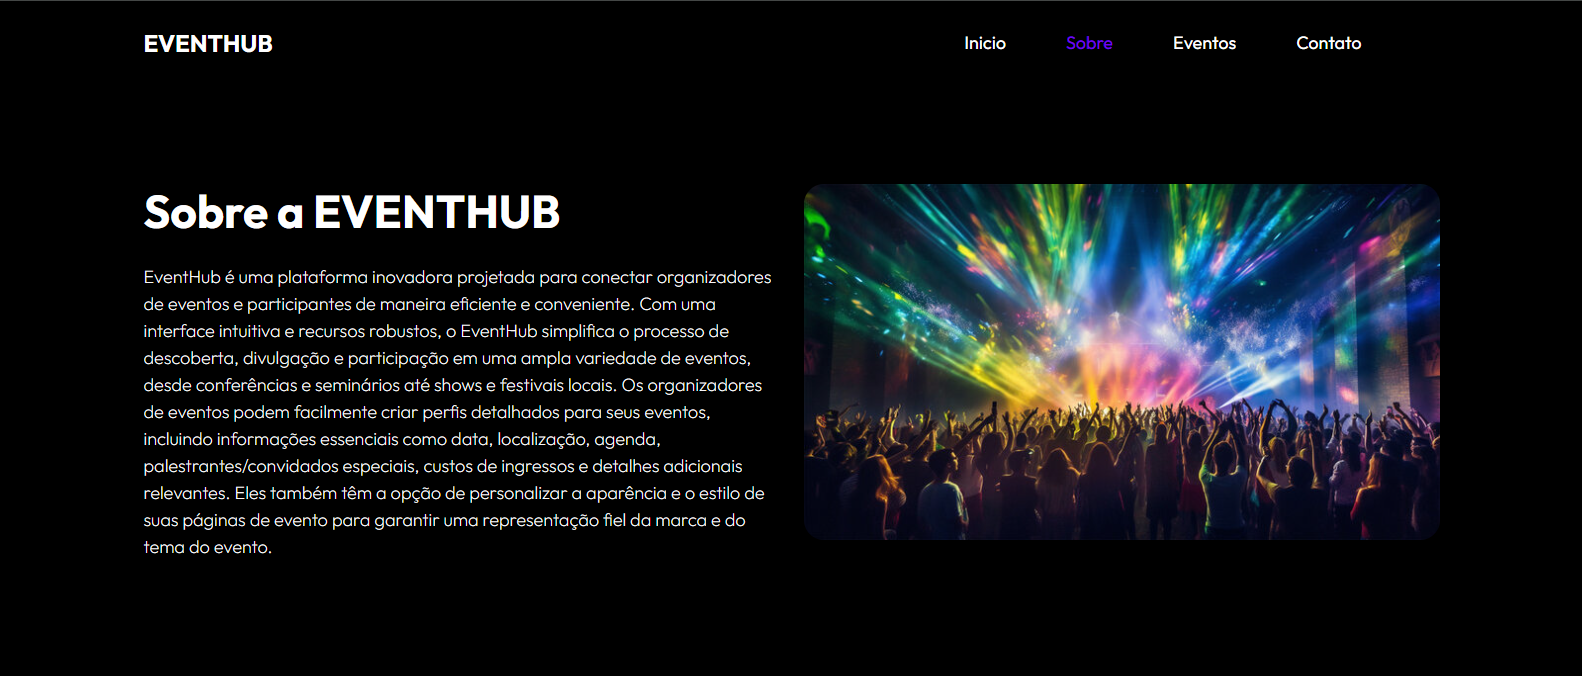 EVENTHUB
Inicio Sobre Eventos Contato
Sobre a EVENTHUB
EventHub é uma plataforma inovadora projetada para conectar organizadores
de eventos e participantes de maneira eficiente e conveniente. Com uma
interface intuitiva e recursos robustos, o EventHub simplifica o processo de
descoberta, divulgação e participação em uma ampla variedade de eventos,
desde conferências e seminários até shows e festivais locais. Os organizadores
de eventos podem facilmente criar perfis detalhados para seus eventos,
incluindo informações essenciais como data, localização, agenda,
palestrantes/convidados especiais, custos de ingressos e detalhes adicionais
relevantes. Eles também têm a opção de personalizar a aparência e o estilo de
suas páginas de evento para garantir uma representação fiel da marca e do
tema do evento.